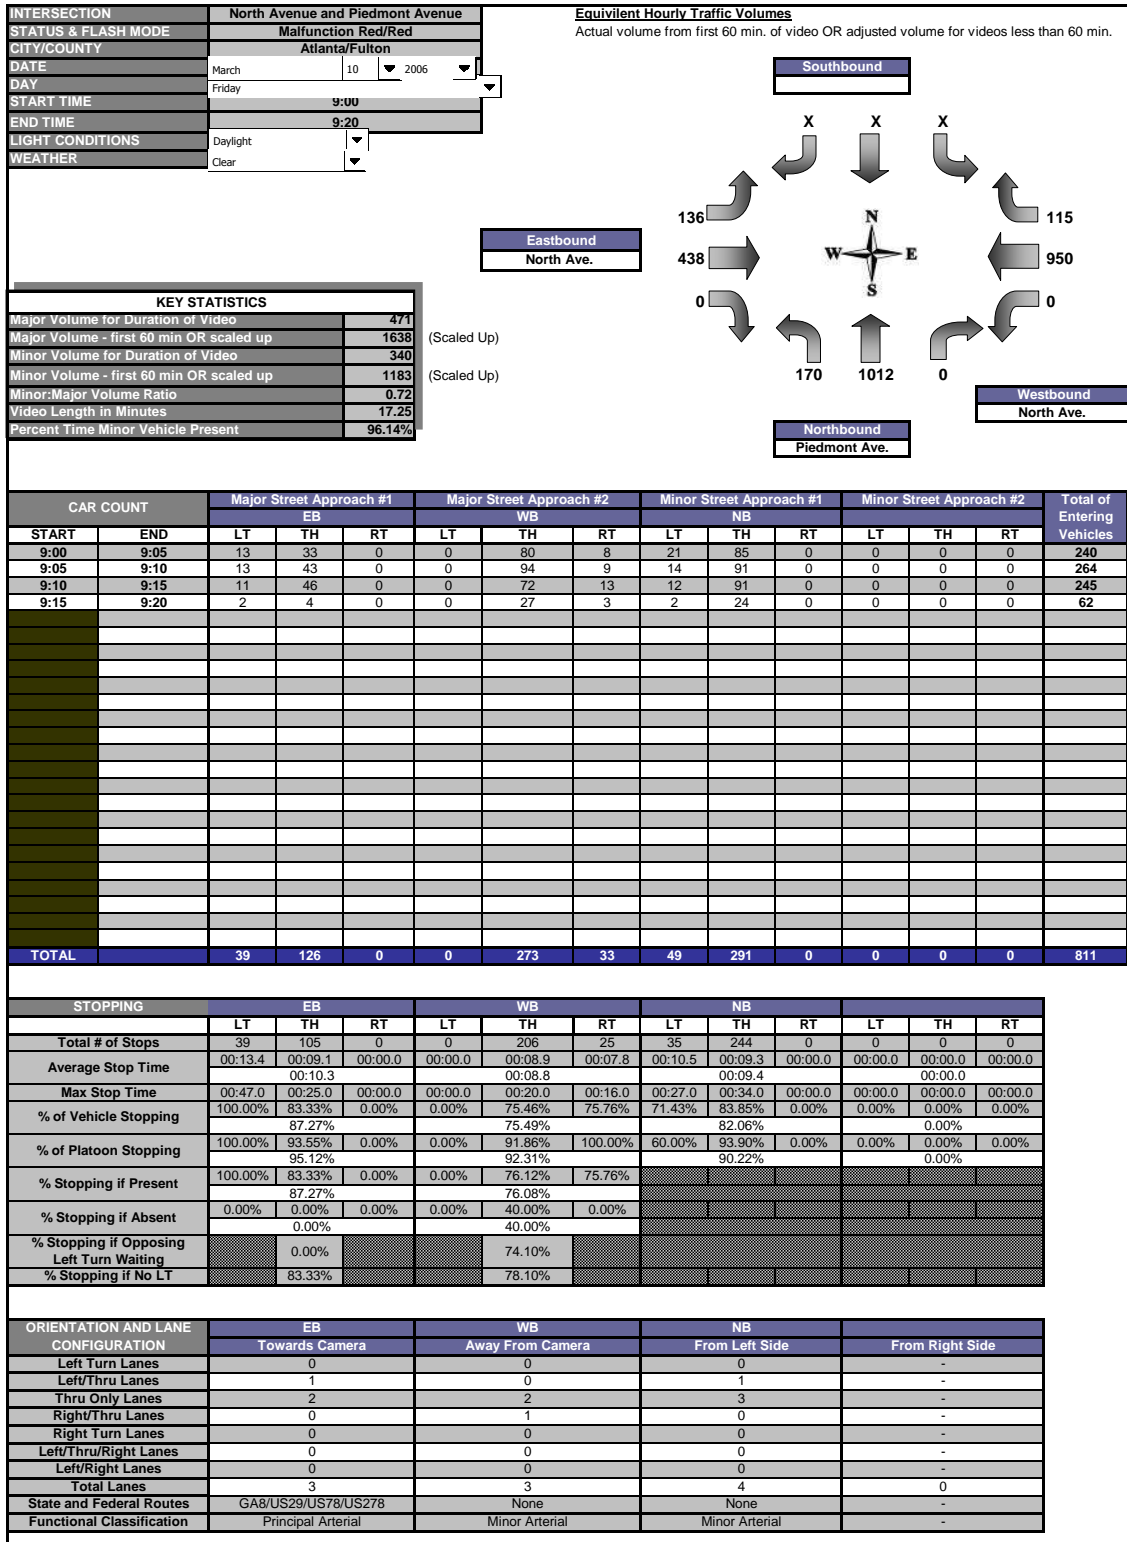 INTERSECTION North Avenue and Piedmont Avenue
STATUS & FLASH MODE Malfunction Red/Red
CITY/COUNTY Atlanta/Fulton
DATE March 10 2006
DAY Friday
START TIME 9:00
END TIME 9:20
LIGHT CONDITIONS Daylight
WEATHER Clear
Equivilent Hourly Traffic Volumes
Actual volume from first 60 min. of video OR adjusted volume for videos less than 60 min.
Southbound
X X X
136 115
438 950
0 0
N
W E
S
170 1012 0
Eastbound
North Ave.
Westbound
North Ave.
Northbound
Piedmont Ave.
KEY STATISTICS
Major Volume for Duration of Video 471
Major Volume - first 60 min OR scaled up 1638 (Scaled Up)
Minor Volume for Duration of Video 340
Minor Volume - first 60 min OR scaled up 1183 (Scaled Up)
Minor:Major Volume Ratio 0.72
Video Length in Minutes 17.25
Percent Time Minor Vehicle Present 96.14%
CAR COUNT Major Street Approach #1 Major Street Approach #2 Minor Street Approach #1 Minor Street Approach #2 Total of Entering Vehicles
EB WB NB
START END LT TH RT LT TH RT LT TH RT LT TH RT
9:00 9:05 13 33 0 0 80 8 21 85 0 0 0 0 240
9:05 9:10 13 43 0 0 94 9 14 91 0 0 0 0 264
9:10 9:15 11 46 0 0 72 13 12 91 0 0 0 0 245
9:15 9:20 2 4 0 0 27 3 2 24 0 0 0 0 62
TOTAL 39 126 0 0 273 33 49 291 0 0 0 0 811
STOPPING EB WB NB
LT TH RT LT TH RT LT TH RT LT TH RT
Total # of Stops 39 105 0 0 206 25 35 244 0 0 0 0
Average Stop Time 00:13.4 00:09.1 00:00.0 00:00.0 00:08.9 00:07.8 00:10.5 00:09.3 00:00.0 00:00.0 00:00.0 00:00.0
00:10.3 00:08.8 00:09.4 00:00.0
Max Stop Time 00:47.0 00:25.0 00:00.0 00:00.0 00:20.0 00:16.0 00:27.0 00:34.0 00:00.0 00:00.0 00:00.0 00:00.0
% of Vehicle Stopping 100.00% 83.33% 0.00% 0.00% 75.46% 75.76% 71.43% 83.85% 0.00% 0.00% 0.00% 0.00%
87.27% 75.49% 82.06% 0.00%
% of Platoon Stopping 100.00% 93.55% 0.00% 0.00% 91.86% 100.00% 60.00% 93.90% 0.00% 0.00% 0.00% 0.00%
95.12% 92.31% 90.22% 0.00%
% Stopping if Present 100.00% 83.33% 0.00% 0.00% 76.12% 75.76%
87.27% 76.08%
% Stopping if Absent 0.00% 0.00% 0.00% 0.00% 40.00% 0.00%
0.00% 40.00%
% Stopping if Opposing Left Turn Waiting 0.00% 74.10%
% Stopping if No LT 83.33% 78.10%
ORIENTATION AND LANE CONFIGURATION EB WB NB
Towards Camera Away From Camera From Left Side From Right Side
Left Turn Lanes 0 0 0 -
Left/Thru Lanes 1 0 1 -
Thru Only Lanes 2 2 3 -
Right/Thru Lanes 0 1 0 -
Right Turn Lanes 0 0 0 -
Left/Thru/Right Lanes 0 0 0 -
Left/Right Lanes 0 0 0 -
Total Lanes 3 3 4 0
State and Federal Routes GA8/US29/US78/US278 None None -
Functional Classification Principal Arterial Minor Arterial Minor Arterial -